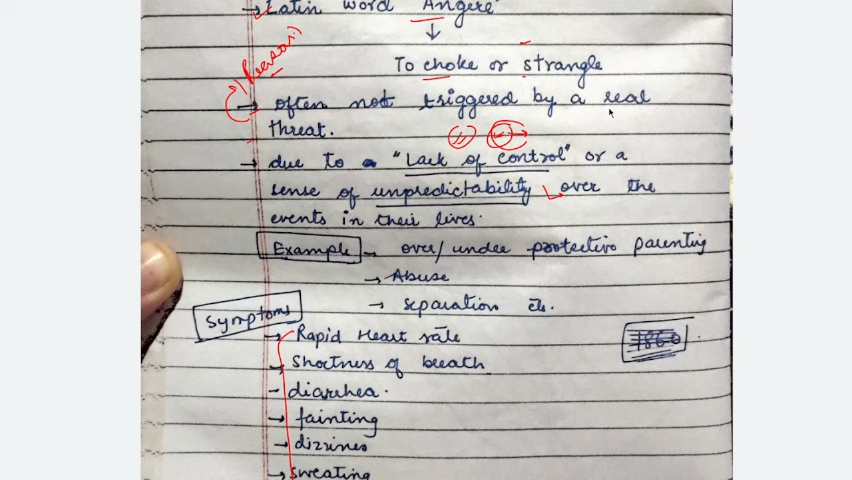 → Latin word "Angere"
↓
To choke or strangle
Reason:
→ often not triggered by a real
threat.
→ due to a "Lack of control" or a
sense of unpredictability over the
events in their lives.
Example → over/under protective parenting
→ Abuse
→ separation etc.
Symptoms
→ Rapid Heart rate
→ Shortness of breath
- diarrhea.
→ fainting
→ dizzines
→ sweating